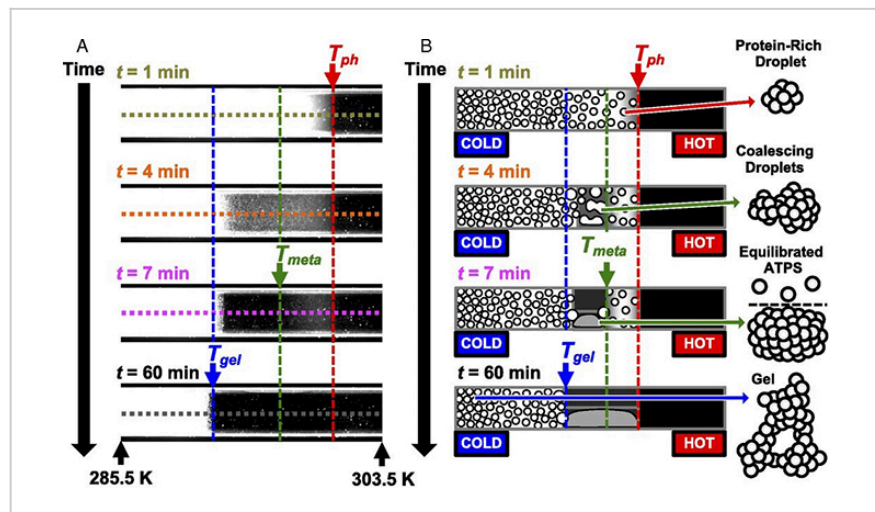 A
Time
t = 1 min
T_ph
t = 4 min
T_meta
t = 7 min
T_gel
t = 60 min
285.5 K
303.5 K
B
Time
t = 1 min
T_ph
COLD
HOT
Protein-Rich
Droplet
t = 4 min
COLD
HOT
Coalescing
Droplets
T_meta
t = 7 min
Equilibrated
ATPS
T_gel
t = 60 min
COLD
HOT
Gel